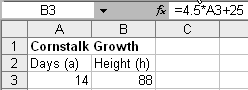 B3 fx =4.5*A3+25
A B C
1 Cornstalk Growth
2 Days (a) Height (h)
3 14 88